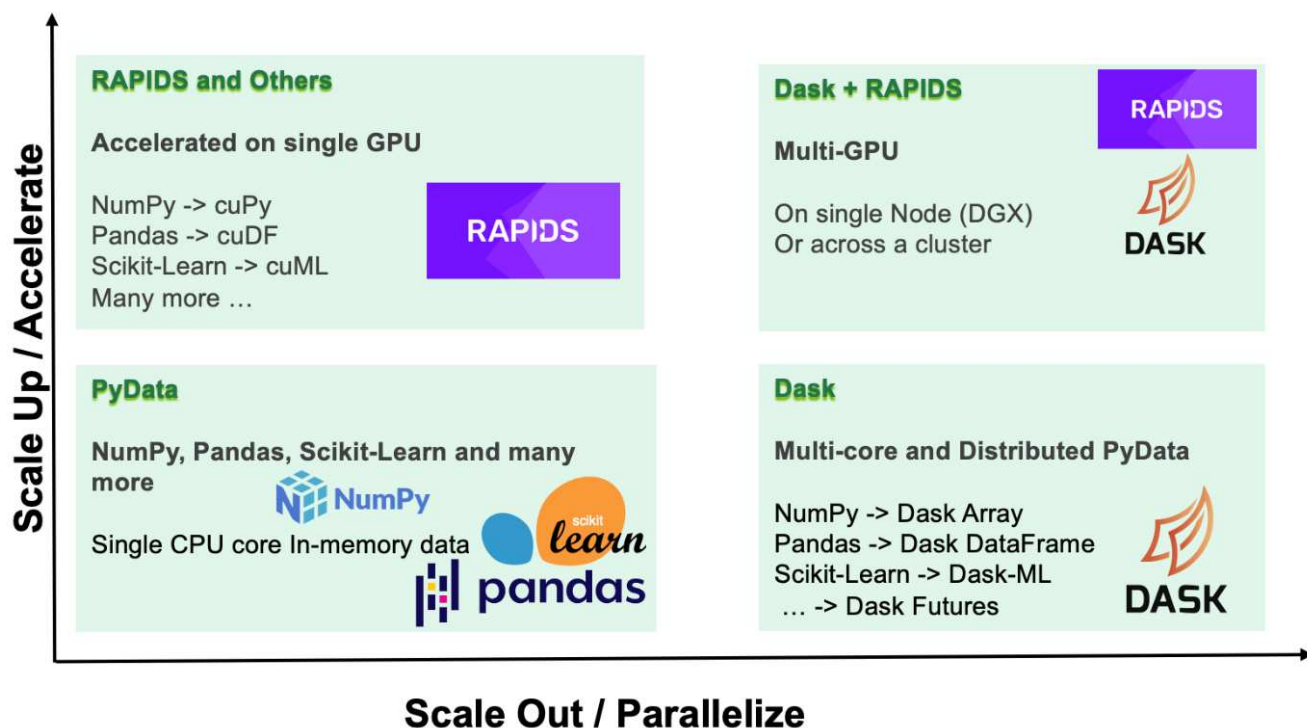 Scale Up / Accelerate
RAPIDS and Others
Accelerated on single GPU
NumPy -> cuPy
Pandas -> cuDF
Scikit-Learn -> cuML
Many more …
RAPIDS
Dask + RAPIDS
Multi-GPU
On single Node (DGX)
Or across a cluster
RAPIDS
DASK
PyData
NumPy, Pandas, Scikit-Learn and many
more
NumPy
Single CPU core In-memory data
scikit
learn
pandas
Dask
Multi-core and Distributed PyData
NumPy -> Dask Array
Pandas -> Dask DataFrame
Scikit-Learn -> Dask-ML
… -> Dask Futures
DASK
Scale Out / Parallelize